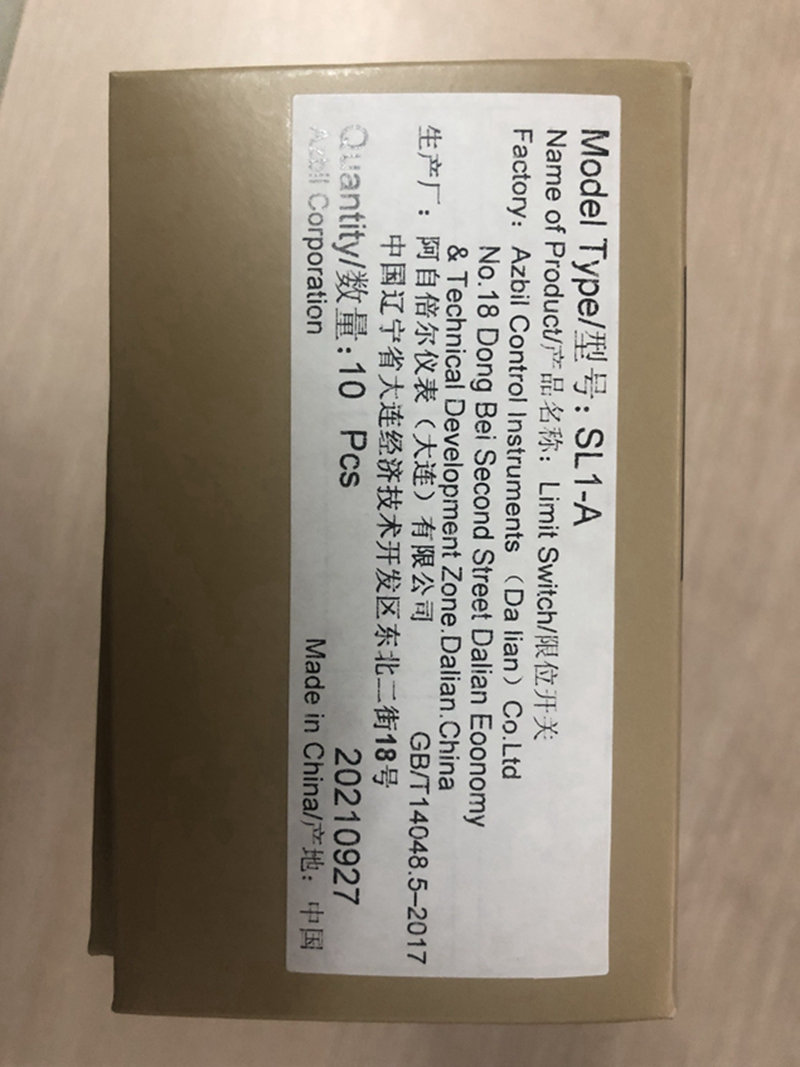 Model Type/型号: SL1-A
Name of Product/产品名称: Limit Switch/限位开关
Factory: Azbil Control Instruments (Da lian) Co.Ltd
No.18 Dong Bei Second Street Dalian Eoonomy
& Technical Development Zone.Dalian.China
生产厂: 阿自倍尔仪表(大连)有限公司 GB/T14048.5-2017
中国辽宁省大连经济技术开发区东北二街18号
Quantity/数量:10 Pcs 20210927
Azbil Corporation Made in China/产地: 中国